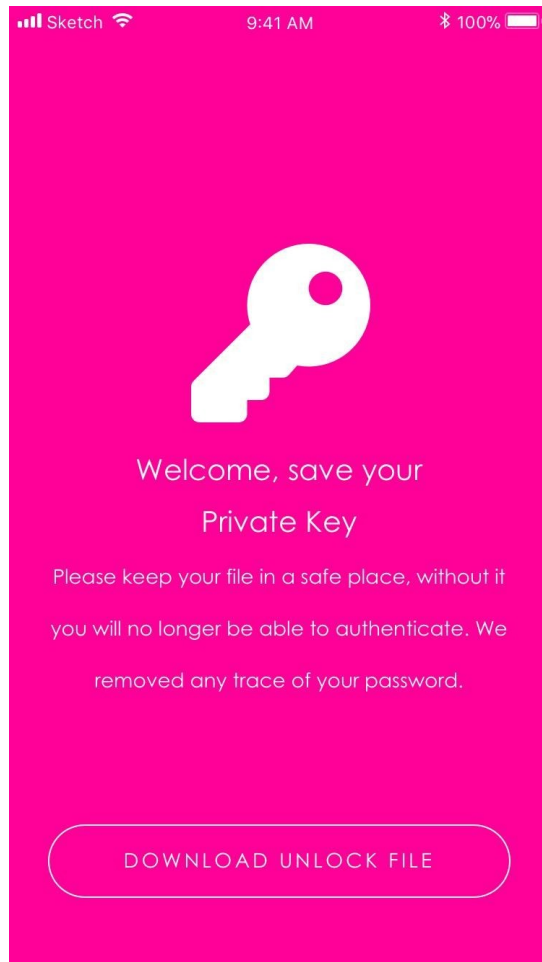 Sketch 9:41 AM 100%
Welcome, save your
Private Key
Please keep your file in a safe place, without it
you will no longer be able to authenticate. We
removed any trace of your password.
DOWNLOAD UNLOCK FILE